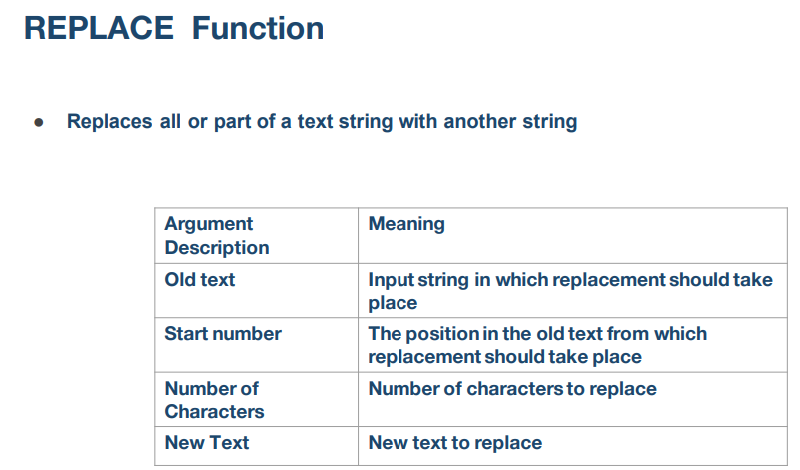 REPLACE Function
● Replaces all or part of a text string with another string
Argument Description
Meaning
Old text
Input string in which replacement should take place
Start number
The position in the old text from which replacement should take place
Number of Characters
Number of characters to replace
New Text
New text to replace